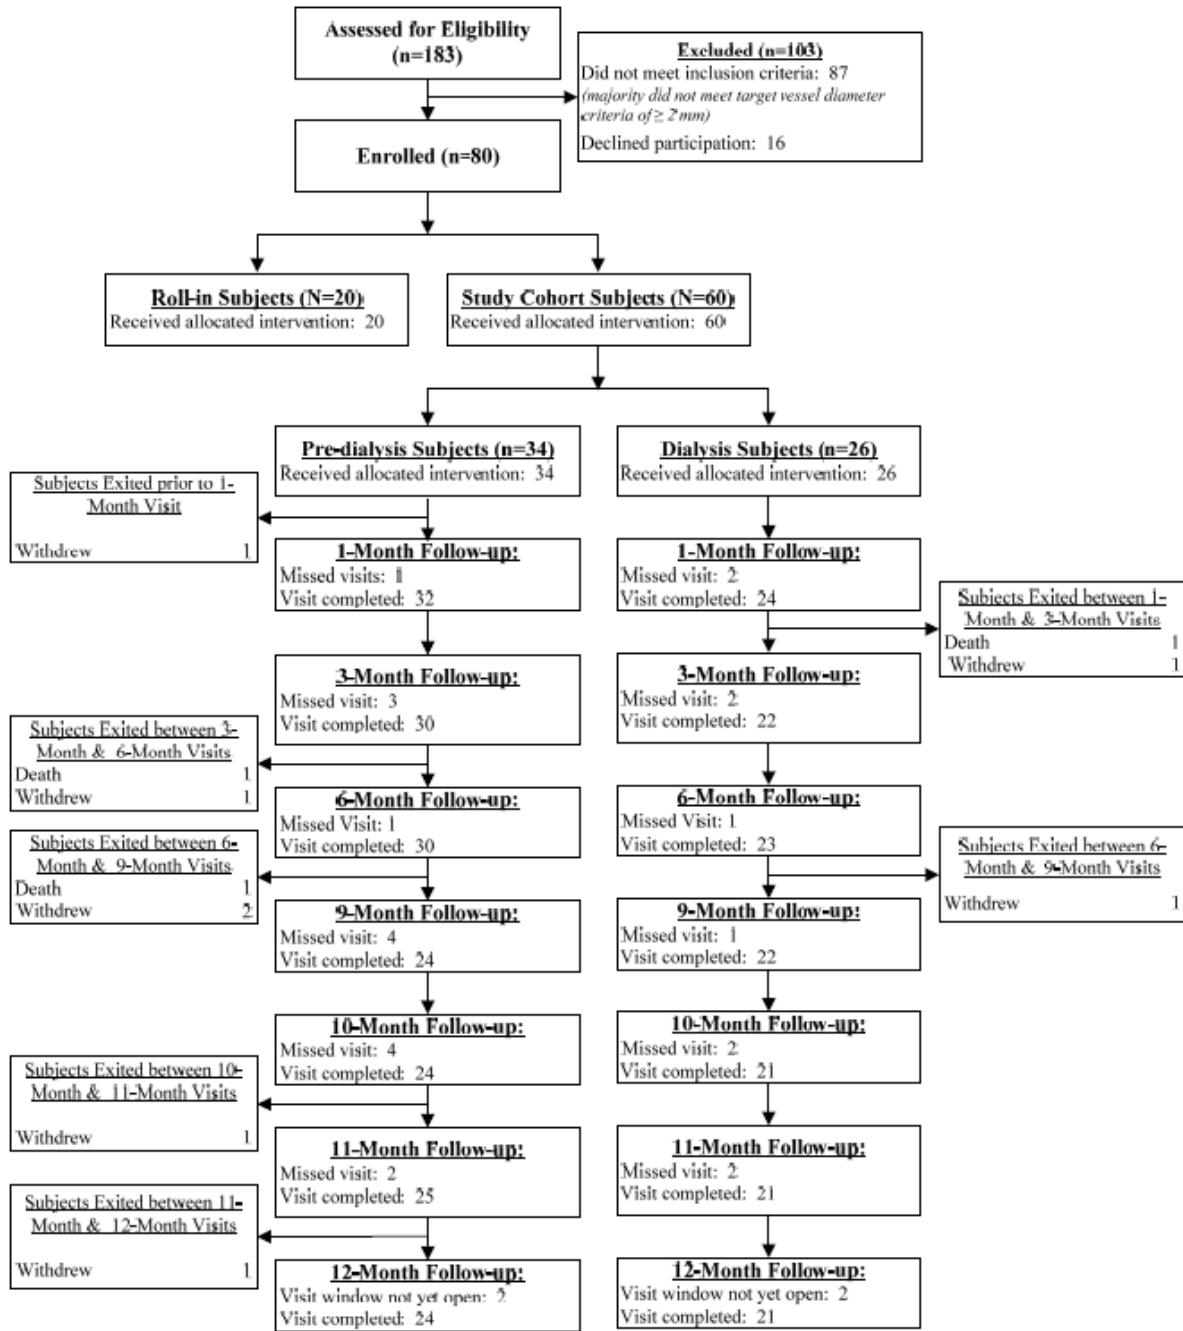 Assessed for Eligibility
(n=183)
Excluded (n=103)
Did not meet inclusion criteria: 87
(majority did not meet target vessel diameter
criteria of ≥ 2 mm)
Declined participation: 16
Enrolled (n=80)
Roll-in Subjects (N=20)
Received allocated intervention: 20
Study Cohort Subjects (N=60)
Received allocated intervention: 60
Pre-dialysis Subjects (n=34)
Received allocated intervention: 34
Dialysis Subjects (n=26)
Received allocated intervention: 26
Subjects Exited prior to 1-
Month Visit
Withdrew 1
1-Month Follow-up:
Missed visits: 1
Visit completed: 32
1-Month Follow-up:
Missed visit: 2
Visit completed: 24
Subjects Exited between 1-
Month & 3-Month Visits
Death 1
Withdrew 1
3-Month Follow-up:
Missed visit: 3
Visit completed: 30
3-Month Follow-up:
Missed visit: 2
Visit completed: 22
Subjects Exited between 3-
Month & 6-Month Visits
Death 1
Withdrew 1
6-Month Follow-up:
Missed Visit: 1
Visit completed: 30
6-Month Follow-up:
Missed Visit: 1
Visit completed: 23
Subjects Exited between 6-
Month & 9-Month Visits
Death 1
Withdrew 2
Subjects Exited between 6-
Month & 9-Month Visits
Withdrew 1
9-Month Follow-up:
Missed visit: 4
Visit completed: 24
9-Month Follow-up:
Missed visit: 1
Visit completed: 22
10-Month Follow-up:
Missed visit: 4
Visit completed: 24
10-Month Follow-up:
Missed visit: 2
Visit completed: 21
Subjects Exited between 10-
Month & 11-Month Visits
Withdrew 1
11-Month Follow-up:
Missed visit: 2
Visit completed: 25
11-Month Follow-up:
Missed visit: 2
Visit completed: 21
Subjects Exited between 11-
Month & 12-Month Visits
Withdrew 1
12-Month Follow-up:
Visit window not yet open: 2
Visit completed: 24
12-Month Follow-up:
Visit window not yet open: 2
Visit completed: 21